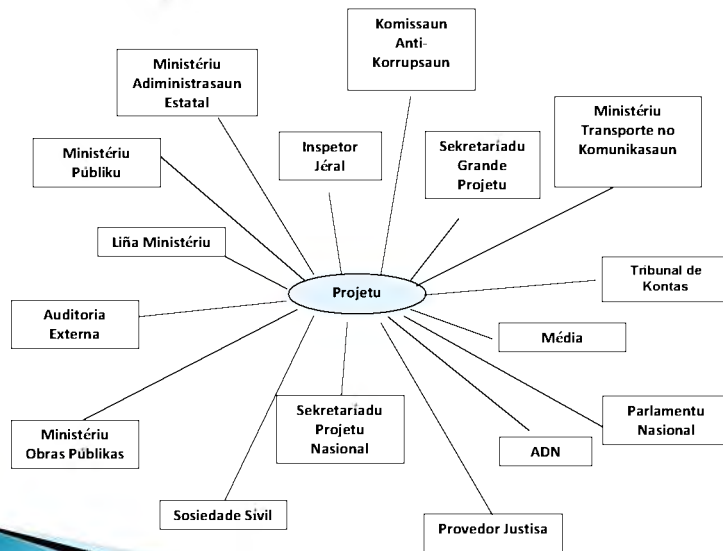 Komissaun
Anti-
Korrupsaun
Ministériu
Adiministrasaun
Estatal
Ministériu
Transporte no
Komunikasaun
Inspetor
Jéral
Sekretariadu
Grande
Projetu
Ministériu
Públiku
Liña Ministériu
Tribunal de
Kontas
Projetu
Auditoria
Externa
Média
Sekretariadu
Projetu
Nasional
Parlamentu
Nasional
Ministériu
Obras Públikas
ADN
Sosiedade Sivil
Provedor Justisa